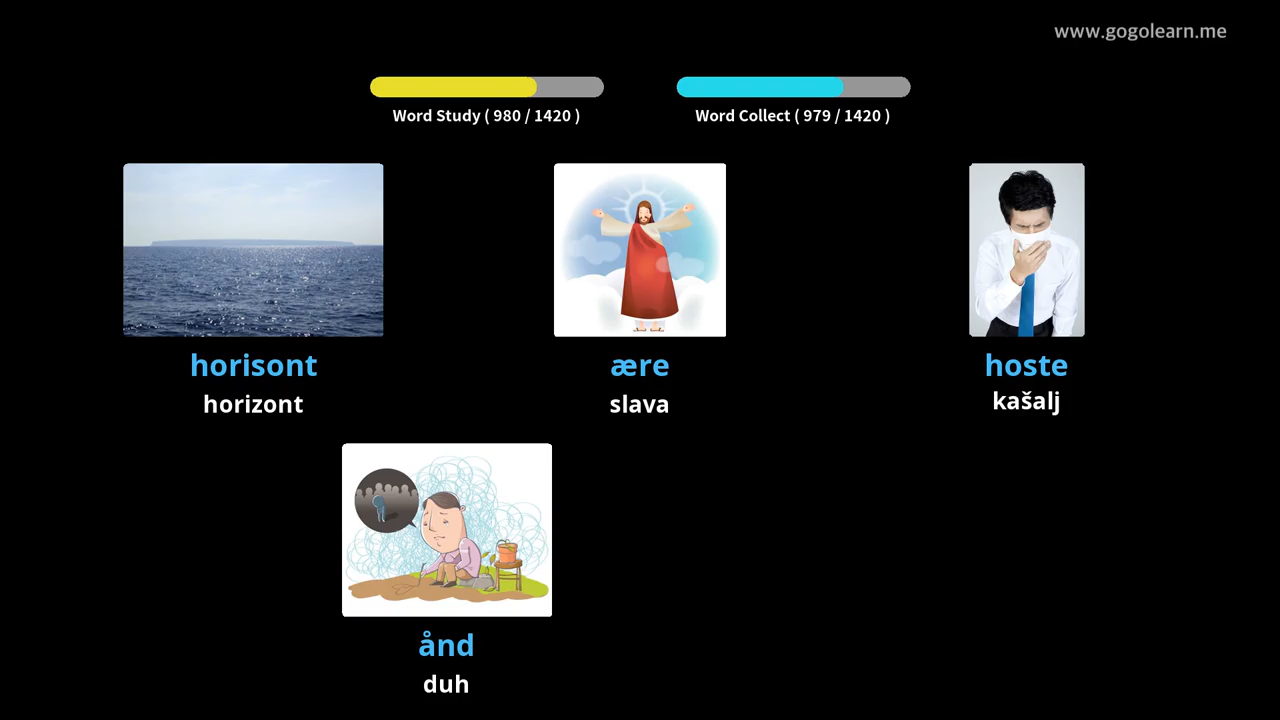 www.gogolearn.me
Word Study ( 980 / 1420 )
Word Collect ( 979 / 1420 )
horisont
horizont
ære
slava
hoste
kašalj
ånd
duh